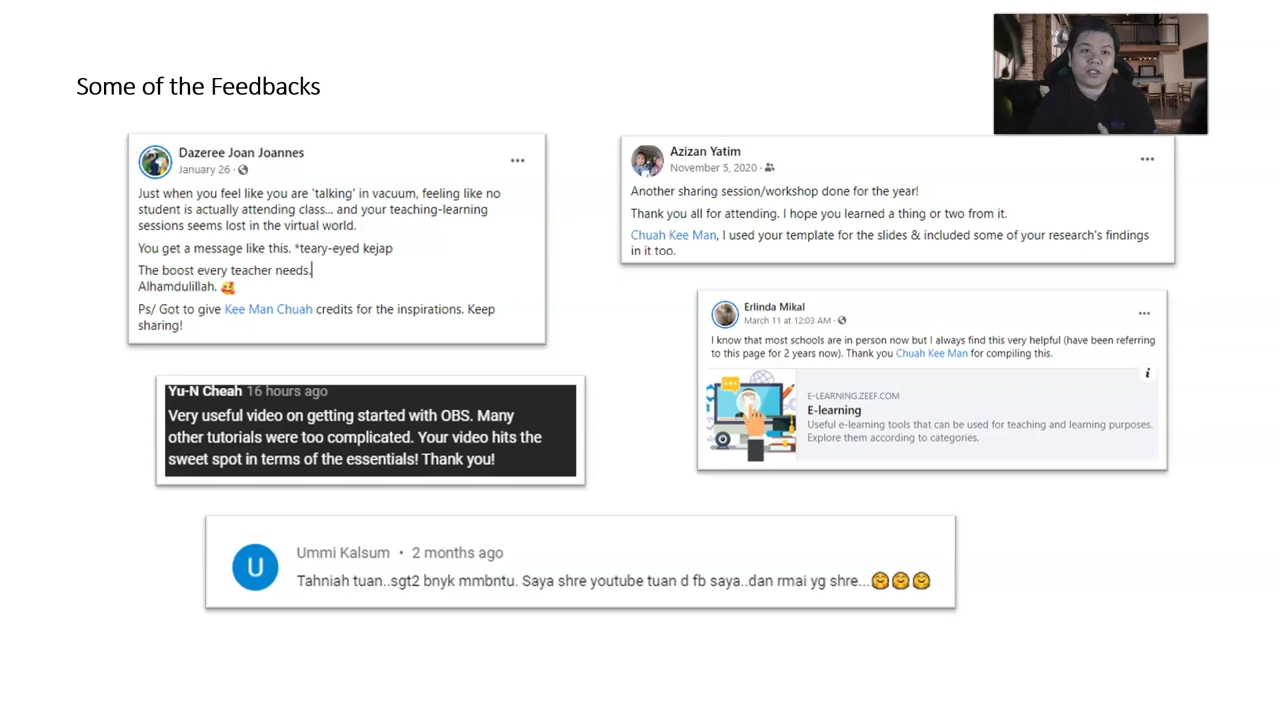 Some of the Feedbacks
Dazeree Joan Joannes
January 26 ·
Just when you feel like you are 'talking' in vacuum, feeling like no
student is actually attending class... and your teaching-learning
sessions seems lost in the virtual world.
You get a message like this. *teary-eyed kejap
The boost every teacher needs.
Alhamdulillah. 🥰
Ps/ Got to give Kee Man Chuah credits for the inspirations. Keep
sharing!
Azizan Yatim
November 5, 2020 ·
Another sharing session/workshop done for the year!
Thank you all for attending. I hope you learned a thing or two from it.
Chuah Kee Man, I used your template for the slides & included some of your research's findings
in it too.
Erlinda Mikal
March 11 at 12:03 AM ·
I know that most schools are in person now but I always find this very helpful (have been referring
to this page for 2 years now). Thank you Chuah Kee Man for compiling this.
E-LEARNING.ZEEF.COM
E-learning
Useful e-learning tools that can be used for teaching and learning purposes.
Explore them according to categories.
Yu-N Cheah 16 hours ago
Very useful video on getting started with OBS. Many
other tutorials were too complicated. Your video hits the
sweet spot in terms of the essentials! Thank you!
U
Ummi Kalsum • 2 months ago
Tahniah tuan..sgt2 bnyk mmbntu. Saya shre youtube tuan d fb saya..dan rmai yg shre...🤗🤗🤗